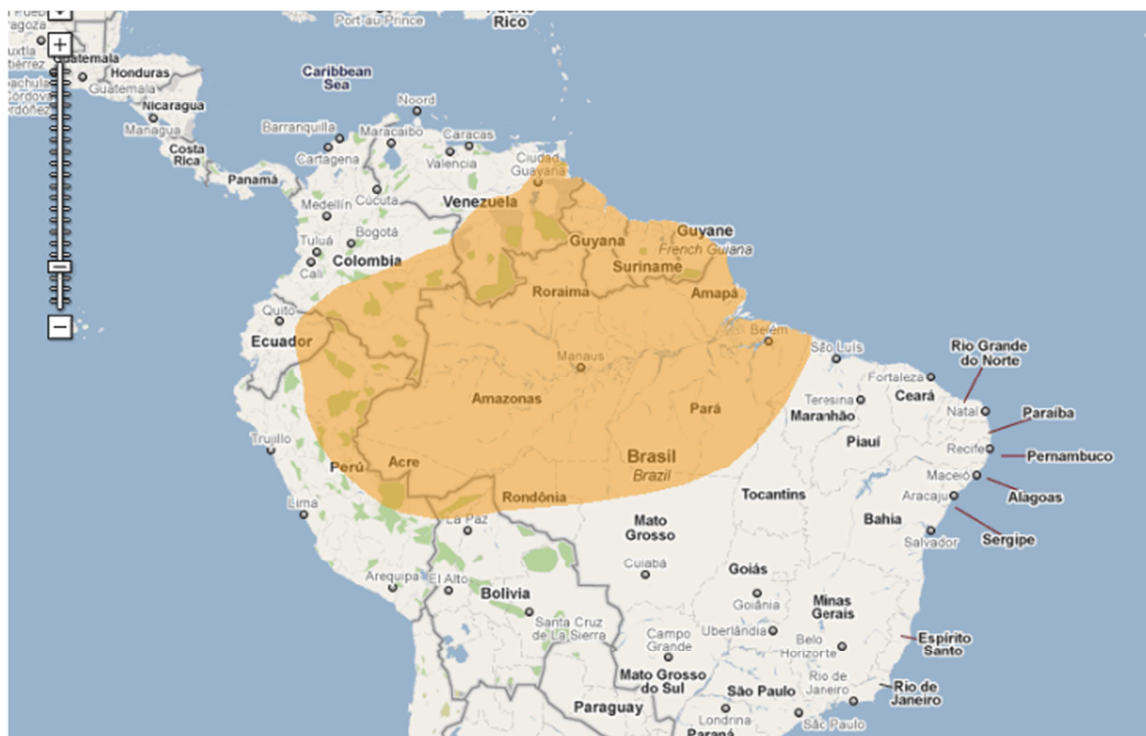 Port-au-Prince
Rico
Caribbean
Sea
Guatemala
Honduras
Guatemala
Nicaragua
Managua
Costa
Rica
Panamá
Noord
Barranquilla
Maracaibo
Caracas
Cartagena
Valencia
Ciudad
Guayana
Cúcuta
Venezuela
Medellín
Bogotá
Tuluá
Cali
Colombia
Guyana
Guyane
French Guiana
Suriname
Roraima
Amapá
Quito
Ecuador
Belém
São Luís
Manaus
Rio Grande
do Norte
Fortaleza
Ceará
Amazonas
Pará
Teresina
Maranhão
Natal
Paraíba
Trujillo
Piauí
Recife
Pernambuco
Perú
Acre
Brasil
Brazil
Maceió
Alagoas
Lima
Rondônia
Tocantins
Aracaju
Sergipe
La Paz
Mato
Grosso
Bahia
Salvador
Cuiabá
Goiás
Arequipa
El Alto
Bolivia
Goiânia
Minas
Gerais
Santa Cruz
de La Sierra
Campo
Grande
Uberlândia
Belo
Horizonte
Espírito
Santo
Mato Grosso
do Sul
São Paulo
Rio de
Janeiro
Rio de
Janeiro
Paraguay
Londrina
São Paulo
Paraná